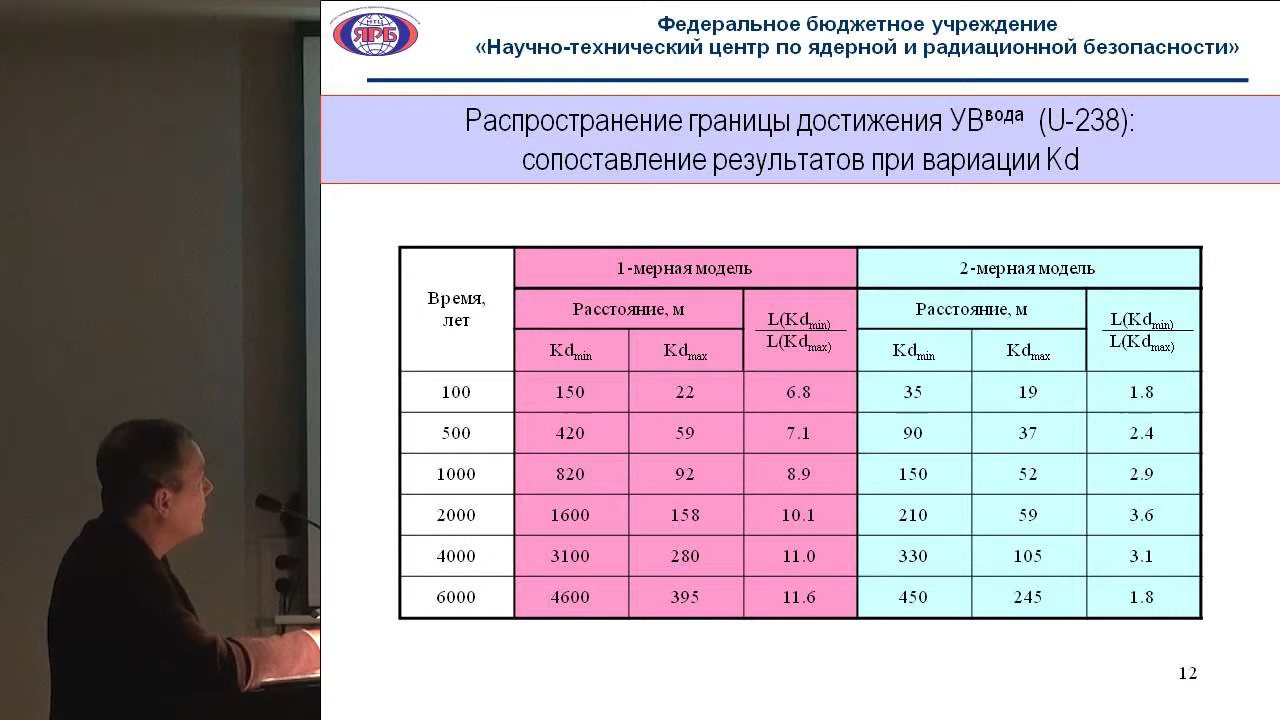 НТЦ
ЯРБ
Федеральное бюджетное учреждение
«Научно-технический центр по ядерной и радиационной безопасности»
Распространение границы достижения УВвода (U-238):
сопоставление результатов при вариации Kd
Время, лет
1-мерная модель
2-мерная модель
Расстояние, м
L(Kdmin)
L(Kdmax)
Расстояние, м
L(Kdmin)
L(Kdmax)
Kdmin Kdmax Kdmin Kdmax
100 150 22 6.8 35 19 1.8
500 420 59 7.1 90 37 2.4
1000 820 92 8.9 150 52 2.9
2000 1600 158 10.1 210 59 3.6
4000 3100 280 11.0 330 105 3.1
6000 4600 395 11.6 450 245 1.8
12